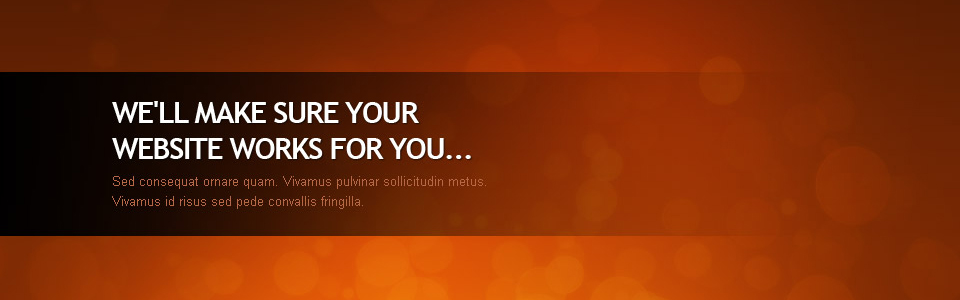 WE'LL MAKE SURE YOUR
WEBSITE WORKS FOR YOU...
Sed consequat ornare quam. Vivamus pulvinar sollicitudin metus.
Vivamus id risus sed pede convallis fringilla.